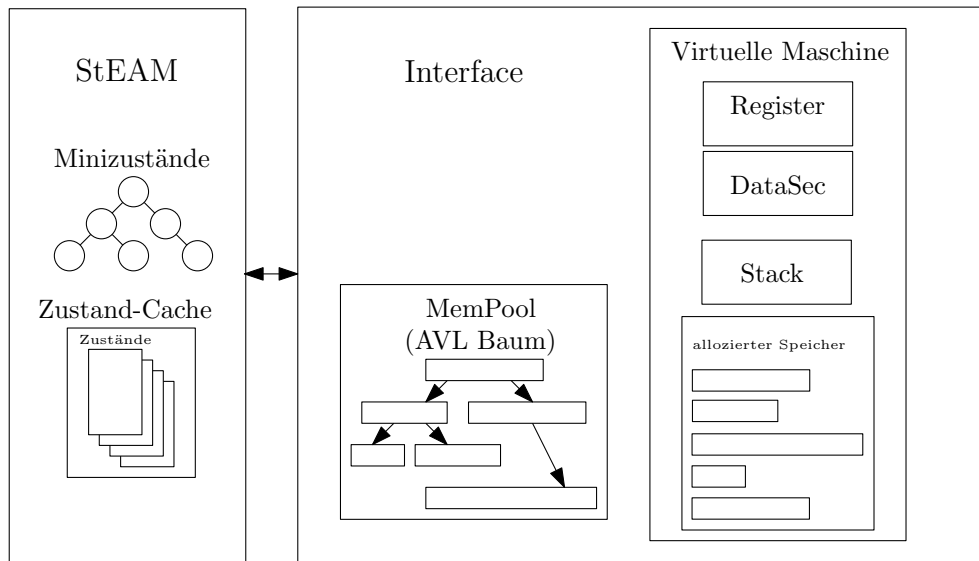 StEAM
Minizustände
Zustand-Cache
Zustände
Interface
MemPool
(AVL Baum)
Virtuelle Maschine
Register
DataSec
Stack
allozierter Speicher